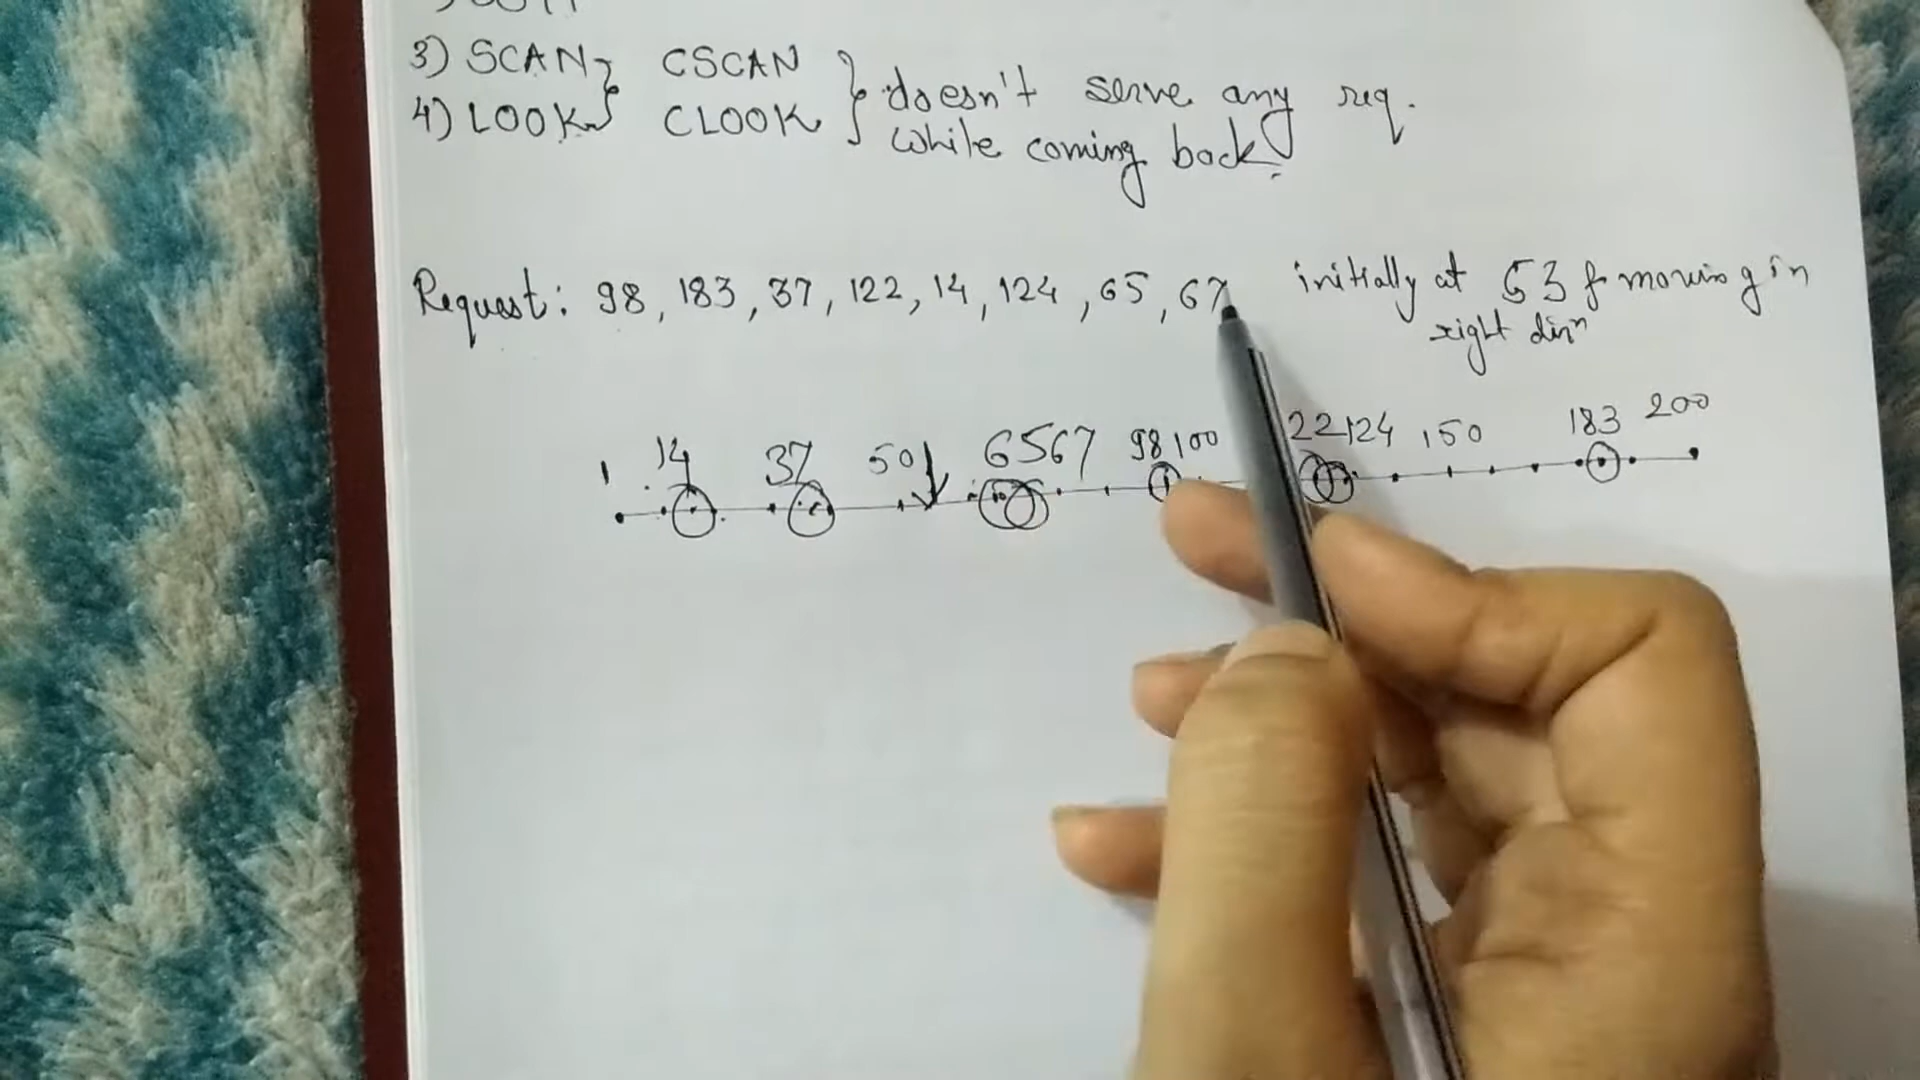 3) SCAN } CSCAN } doesn't serve any req.
4) LOOK } CLOOK } while coming back.
Request: 98, 183, 37, 122, 14, 124, 65, 67 initially at 53 & moving in
right dirⁿ
1 14 37 50 65 67 98 100 22 124 150 183 200